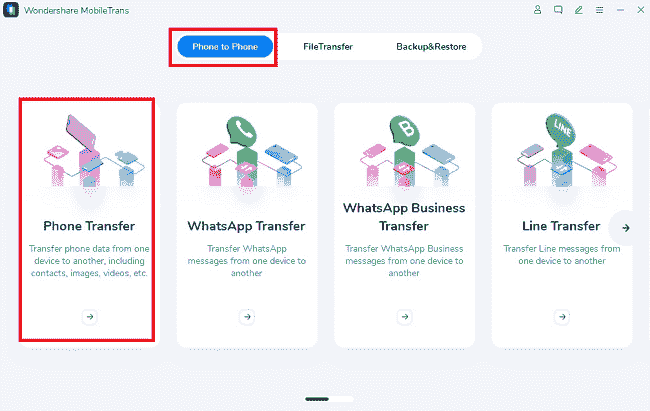 Wondershare MobileTrans
Phone to Phone
FileTransfer
Backup&Restore
Phone Transfer
Transfer phone data from one
device to another, including
contacts, images, videos, etc.
WhatsApp Transfer
Transfer WhatsApp
messages from one device to
another
WhatsApp Business
Transfer
Transfer WhatsApp Business
messages from one device to
another
LINE
Line Transfer
Transfer Line messages from
one device to another